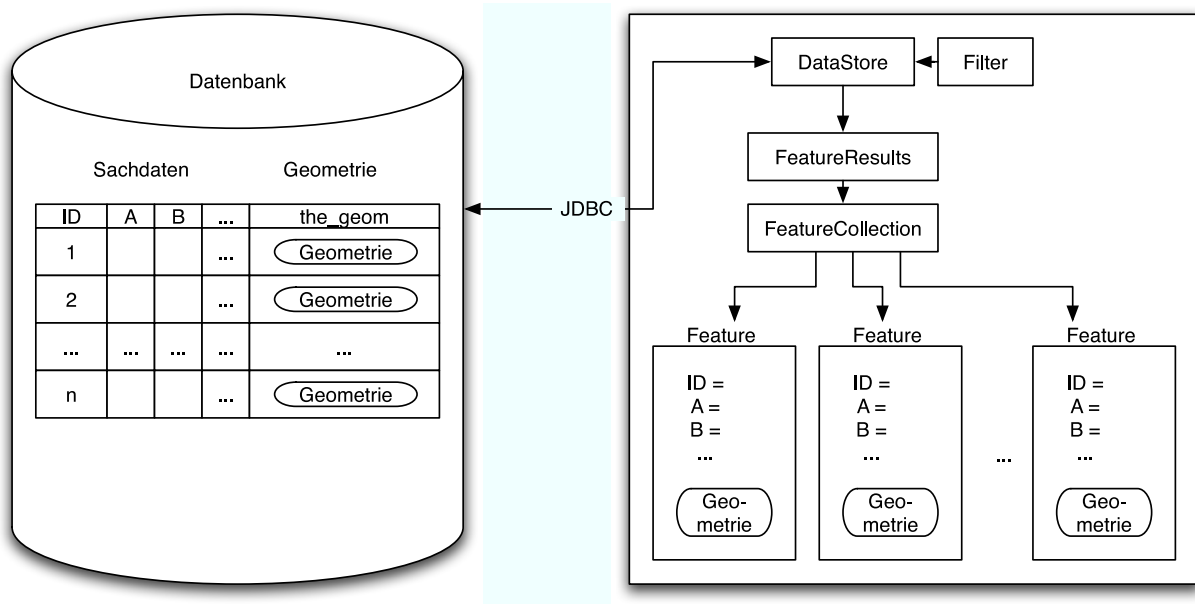 Datenbank
Sachdaten Geometrie
ID A B ... the_geom
1 ... Geometrie
2 ... Geometrie
... ... ... ... ...
n ... Geometrie
JDBC
DataStore Filter
FeatureResults
FeatureCollection
Feature Feature Feature
ID = ID = ID =
A = A = A =
B = B = B =
... ... ... ...
Geo- Geo- Geo-
metrie metrie metrie